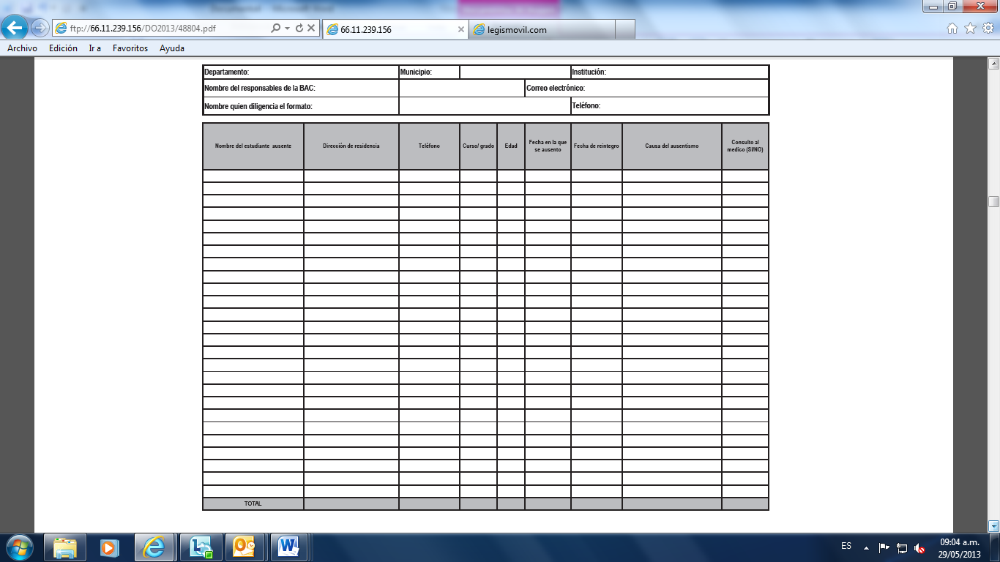 ftp://66.11.239.156/DO2013/48804.pdf
66.11.239.156
legismovil.com
Archivo Edición Ir a Favoritos Ayuda
Departamento: Municipio: Institución:
Nombre del responsables de la BAC: Correo electrónico:
Nombre quien diligencia el formato: Teléfono:
Nombre del estudiante ausente Dirección de residencia Teléfono Curso/ grado Edad Fecha en la que se ausento Fecha de reintegro Causa del ausentismo Consulto al medico (SI/NO)
TOTAL
ES
09:04 a.m.
29/05/2013